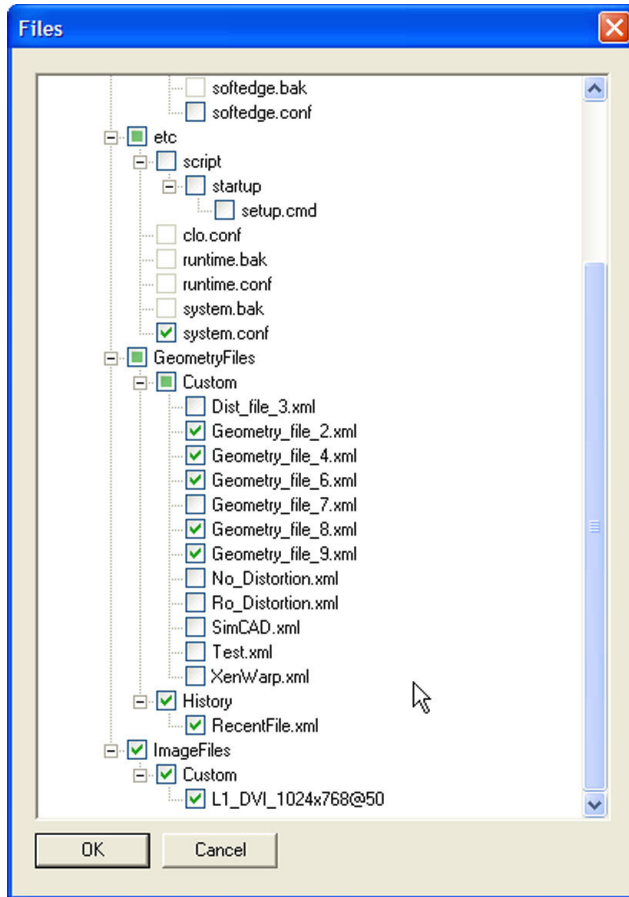 Files
softedge.bak
softedge.conf
etc
script
startup
setup.cmd
clo.conf
runtime.bak
runtime.conf
system.bak
system.conf
GeometryFiles
Custom
Dist_file_3.xml
Geometry_file_2.xml
Geometry_file_4.xml
Geometry_file_6.xml
Geometry_file_7.xml
Geometry_file_8.xml
Geometry_file_9.xml
No_Distortion.xml
Ro_Distortion.xml
SimCAD.xml
Test.xml
XenWarp.xml
History
RecentFile.xml
ImageFiles
Custom
L1_DVI_1024x768@50
OK Cancel